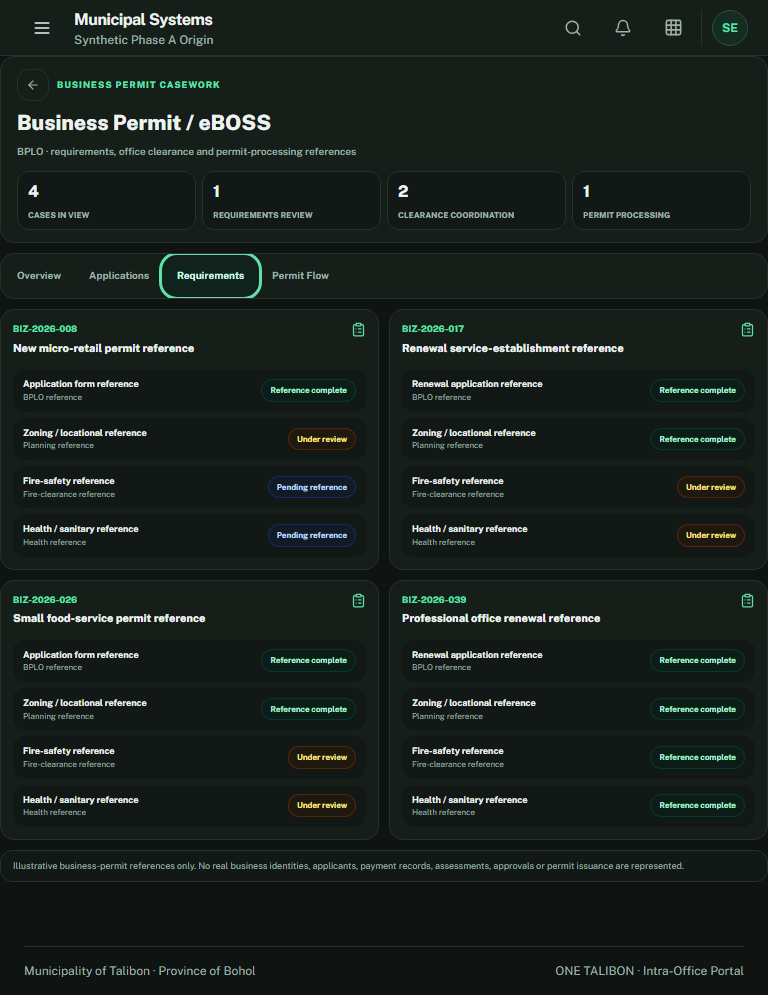 Municipal Systems
Synthetic Phase A Origin
SE
BUSINESS PERMIT CASEWORK
Business Permit / eBOSS
BPLO · requirements, office clearance and permit-processing references
4
CASES IN VIEW
1
REQUIREMENTS REVIEW
2
CLEARANCE COORDINATION
1
PERMIT PROCESSING
Overview
Applications
Requirements
Permit Flow
BIZ-2026-008
New micro-retail permit reference
Application form reference
BPLO reference
Reference complete
Zoning / locational reference
Planning reference
Under review
Fire-safety reference
Fire-clearance reference
Pending reference
Health / sanitary reference
Health reference
Pending reference
BIZ-2026-017
Renewal service-establishment reference
Renewal application reference
BPLO reference
Reference complete
Zoning / locational reference
Planning reference
Reference complete
Fire-safety reference
Fire-clearance reference
Under review
Health / sanitary reference
Health reference
Under review
BIZ-2026-026
Small food-service permit reference
Application form reference
BPLO reference
Reference complete
Zoning / locational reference
Planning reference
Reference complete
Fire-safety reference
Fire-clearance reference
Under review
Health / sanitary reference
Health reference
Under review
BIZ-2026-039
Professional office renewal reference
Renewal application reference
BPLO reference
Reference complete
Zoning / locational reference
Planning reference
Reference complete
Fire-safety reference
Fire-clearance reference
Reference complete
Health / sanitary reference
Health reference
Reference complete
Illustrative business-permit references only. No real business identities, applicants, payment records, assessments, approvals or permit issuance are represented.
Municipality of Talibon · Province of Bohol
ONE TALIBON · Intra-Office Portal